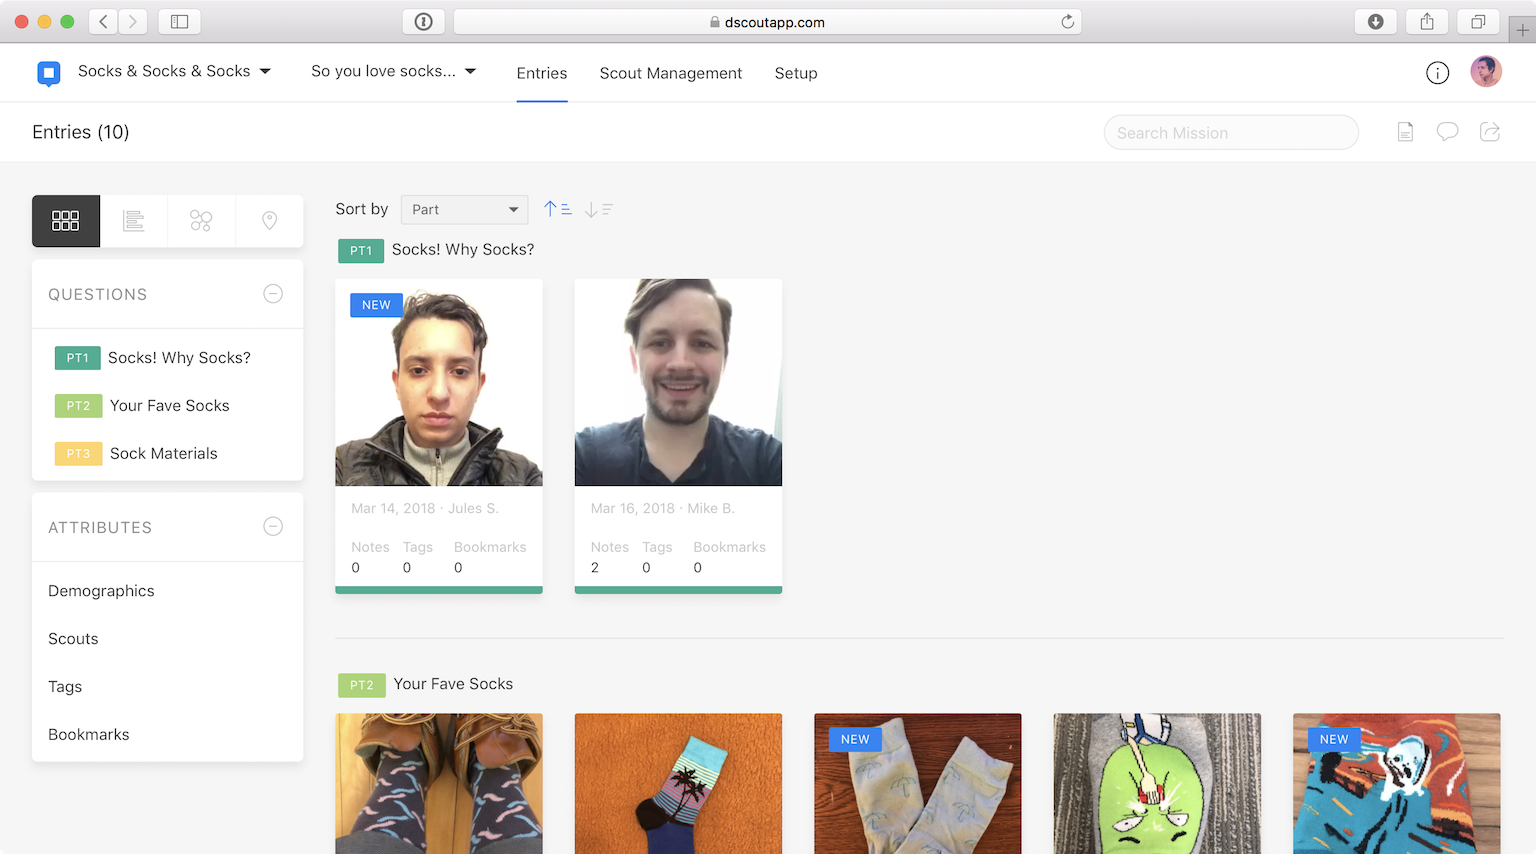 dscoutapp.com
Socks & Socks & Socks
So you love socks...
Entries
Scout Management
Setup
Entries (10)
Search Mission
Sort by
Part
PT1 Socks! Why Socks?
QUESTIONS
PT1 Socks! Why Socks?
PT2 Your Fave Socks
PT3 Sock Materials
ATTRIBUTES
Demographics
Scouts
Tags
Bookmarks
NEW
Mar 14, 2018 · Jules S.
Notes Tags Bookmarks
0 0 0
Mar 16, 2018 · Mike B.
Notes Tags Bookmarks
2 0 0
PT2 Your Fave Socks
NEW
NEW